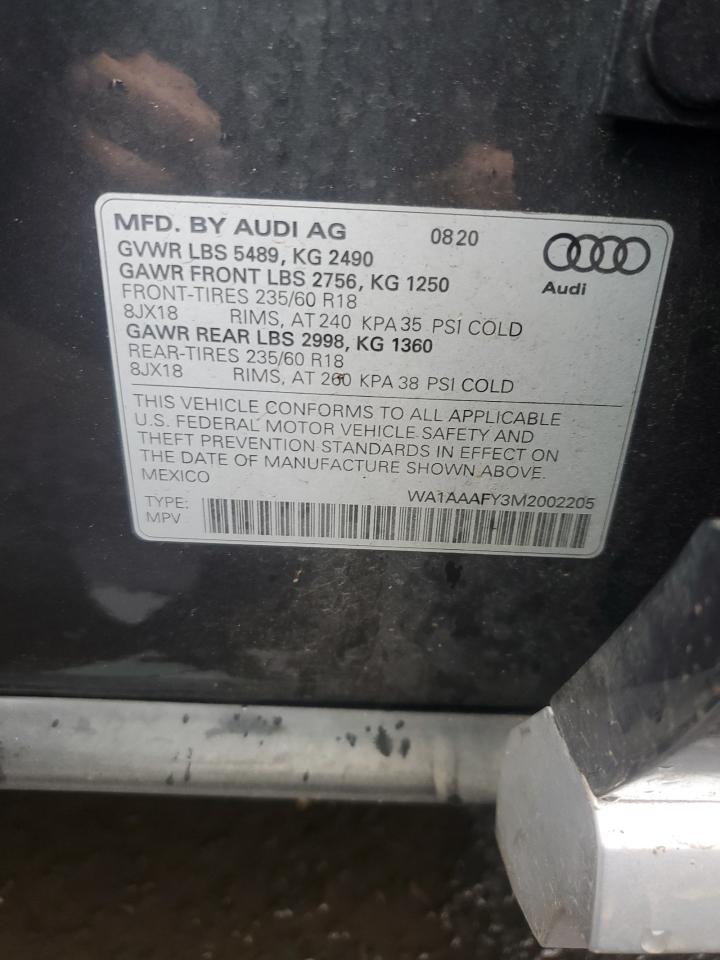 MFD. BY AUDI AG 0820
GVWR LBS 5489, KG 2490
GAWR FRONT LBS 2756, KG 1250
Audi
FRONT-TIRES 235/60 R18
8JX18 RIMS, AT 240 KPA 35 PSI COLD
GAWR REAR LBS 2998, KG 1360
REAR-TIRES 235/60 R18
8JX18 RIMS, AT 260 KPA 38 PSI COLD
THIS VEHICLE CONFORMS TO ALL APPLICABLE
U.S. FEDERAL MOTOR VEHICLE SAFETY AND
THEFT PREVENTION STANDARDS IN EFFECT ON
THE DATE OF MANUFACTURE SHOWN ABOVE.
MEXICO
WA1AAAFY3M2002205
TYPE:
MPV